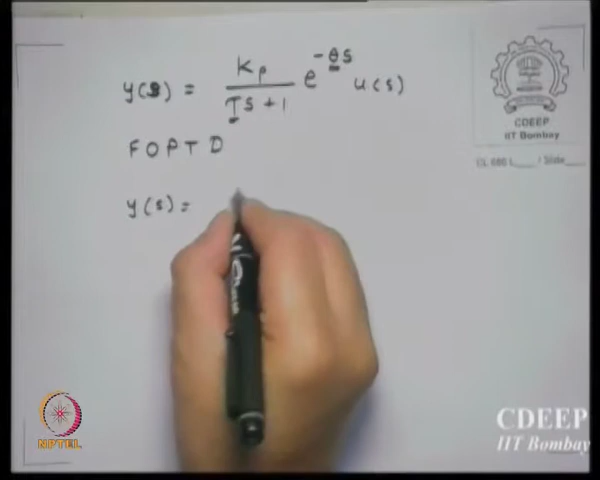 y(s) = Kp / (τs + 1) e^{-θs} u(s)
FOPTD
y(s) =
CDEEP
IIT Bombay
NPTEL
CDEEP
IIT Bombay